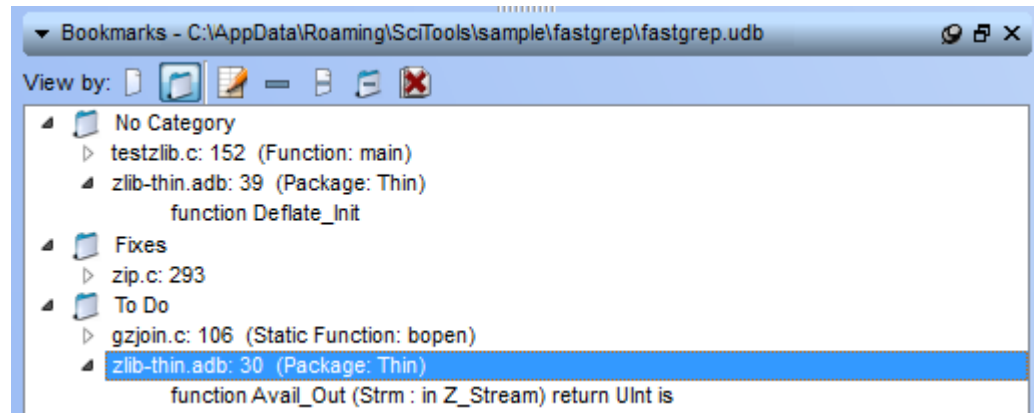 Bookmarks - C:\AppData\Roaming\SciTools\sample\fastgrep\fastgrep.udb
View by:
No Category
testzlib.c: 152 (Function: main)
zlib-thin.adb: 39 (Package: Thin)
function Deflate_Init
Fixes
zip.c: 293
To Do
gzjoin.c: 106 (Static Function: bopen)
zlib-thin.adb: 30 (Package: Thin)
function Avail_Out (Strm : in Z_Stream) return UInt is